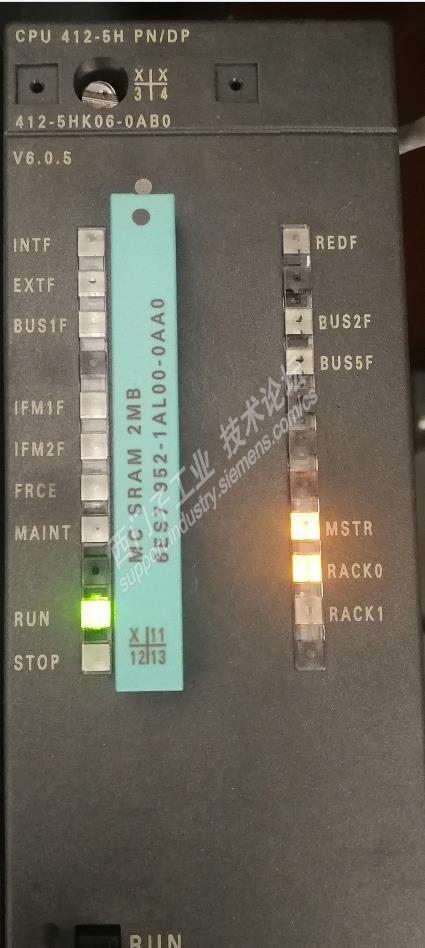 CPU 412-5H PN/DP
X X
3 4
412-5HK06-0AB0
V6.0.5
INTF
REDF
EXTF
BUS1F
BUS2F
BUS5F
IFM1F
IFM2F
FRCE
MAINT
MSTR
RACK0
RUN
RACK1
STOP
MC SRAM 2MB
6ES7 952-1AL00-0AA0
X 11
12 13
西门子工业 技术论坛
support.industry.siemens.com/cs
RUN